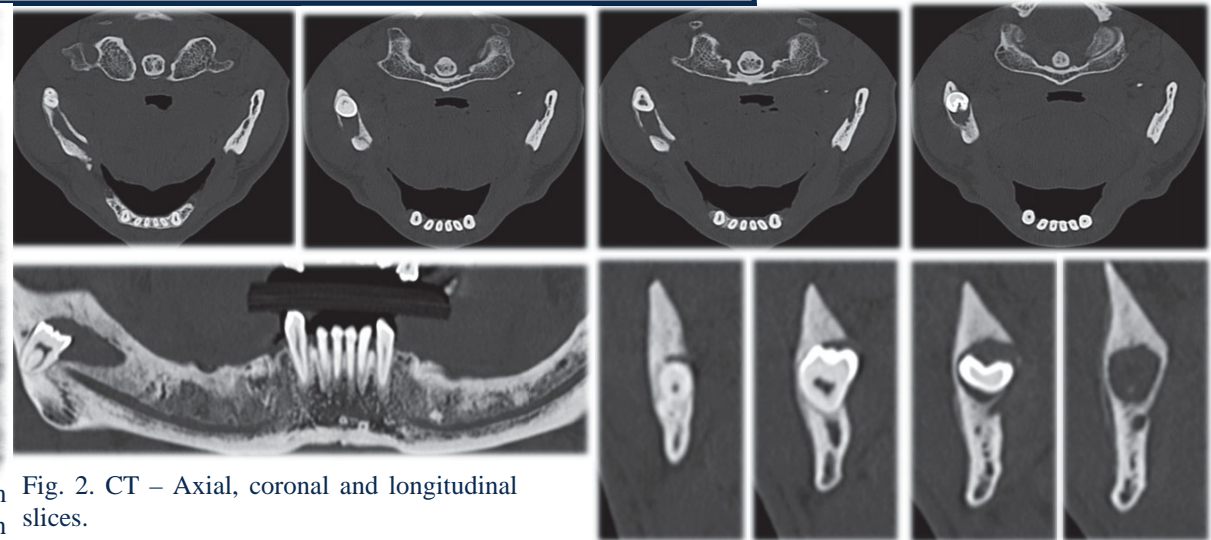 n Fig. 2. CT – Axial, coronal and longitudinal
n slices.